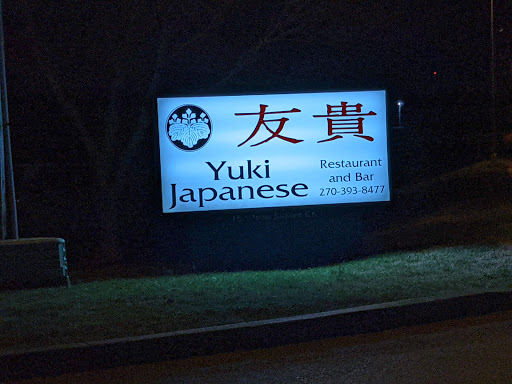 友貴
Yuki
Japanese
Restaurant
and Bar
270-393-8477